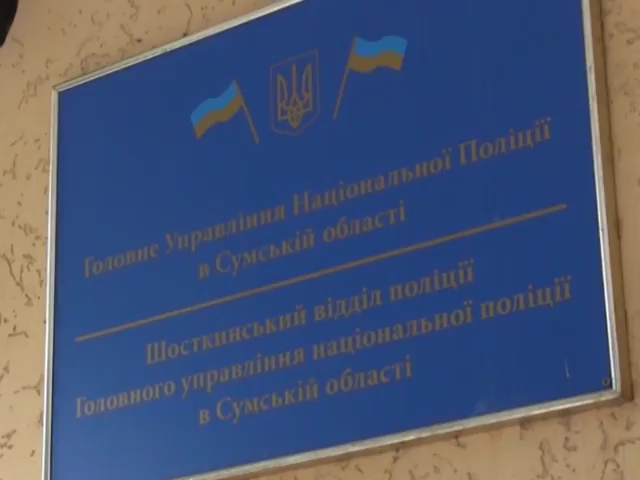 Головне Управління Національної Поліції
в Сумській області
Шосткинський відділ поліції
Головного управління національної поліції
в Сумській області